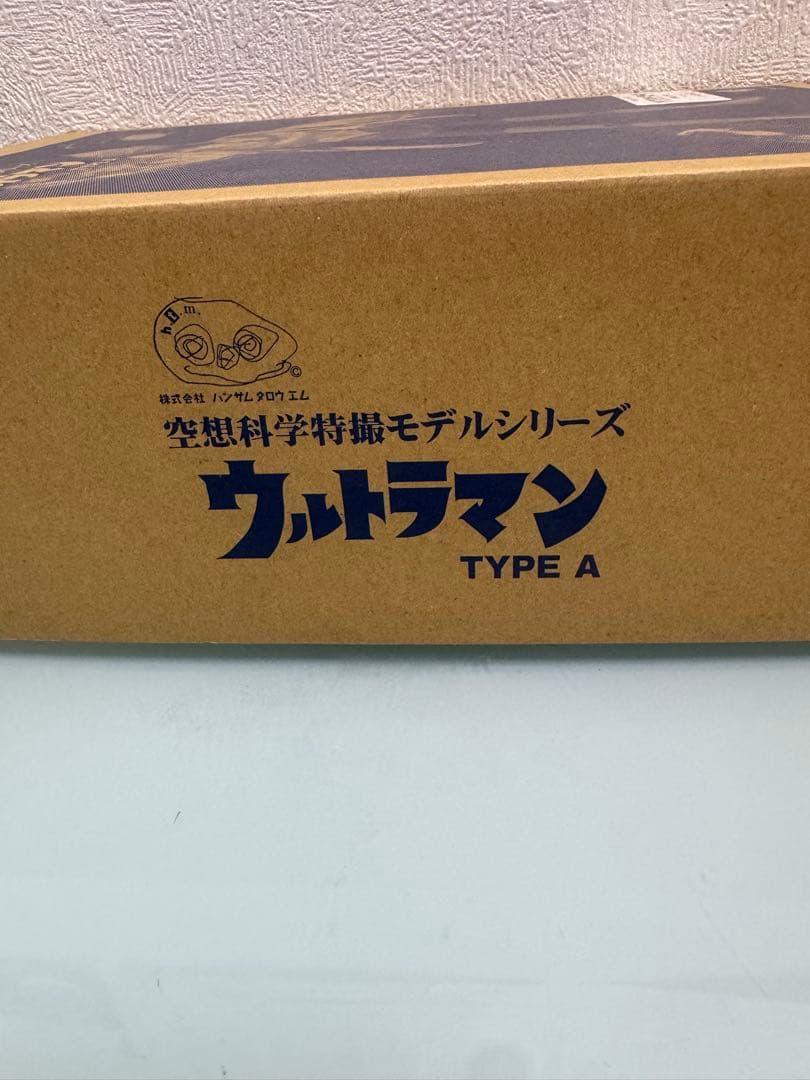 h.t.m.
©
株式会社 ハンサム タロウ エム
空想科学特撮モデルシリーズ
ウルトラマン
TYPE A